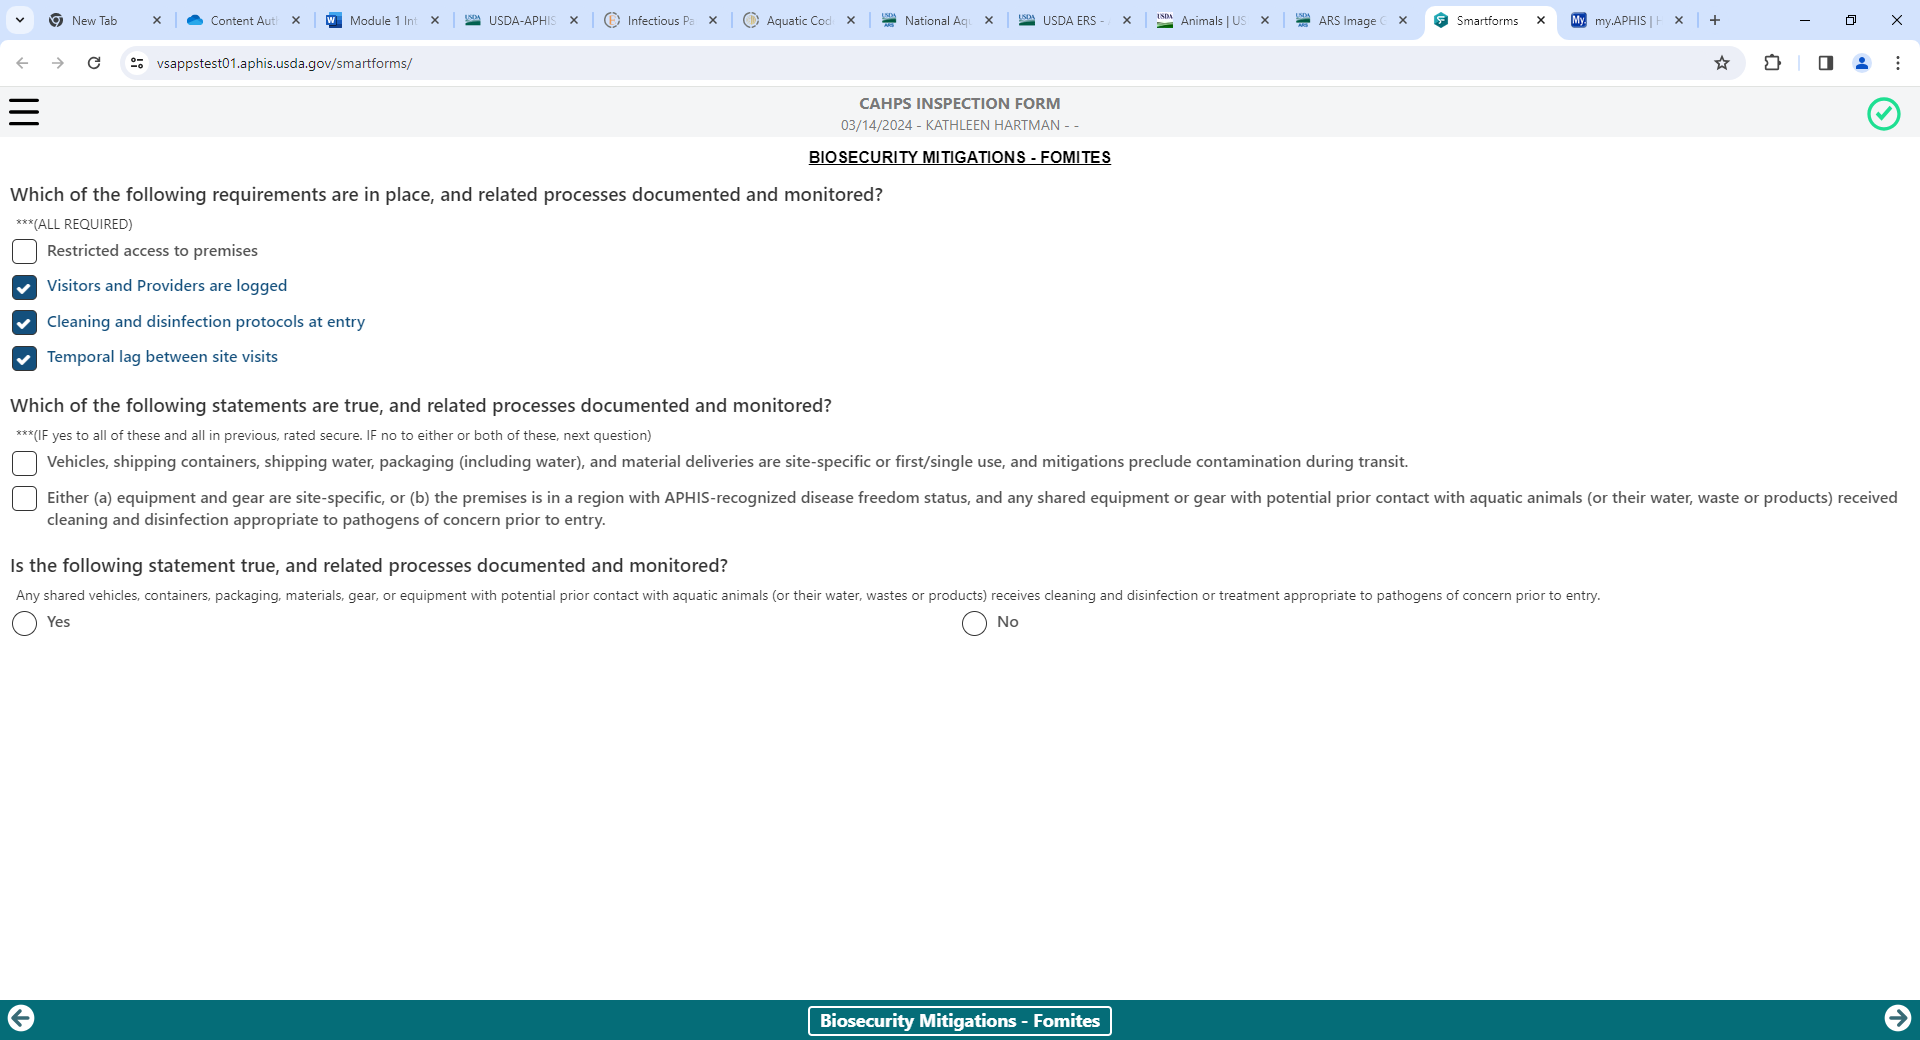 New Tab
Content Aut
Module 1 Int
USDA-APHIS
Infectious Pa
Aquatic Cod
National Aqu
USDA ERS -
Animals | US
ARS Image G
Smartforms
my.APHIS | H
vsappstest01.aphis.usda.gov/smartforms/
CAHPS INSPECTION FORM
03/14/2024 - KATHLEEN HARTMAN - -
BIOSECURITY MITIGATIONS - FOMITES
Which of the following requirements are in place, and related processes documented and monitored?
***(ALL REQUIRED)
Restricted access to premises
Visitors and Providers are logged
Cleaning and disinfection protocols at entry
Temporal lag between site visits
Which of the following statements are true, and related processes documented and monitored?
***(IF yes to all of these and all in previous, rated secure. IF no to either or both of these, next question)
Vehicles, shipping containers, shipping water, packaging (including water), and material deliveries are site-specific or first/single use, and mitigations preclude contamination during transit.
Either (a) equipment and gear are site-specific, or (b) the premises is in a region with APHIS-recognized disease freedom status, and any shared equipment or gear with potential prior contact with aquatic animals (or their water, waste or products) received
cleaning and disinfection appropriate to pathogens of concern prior to entry.
Is the following statement true, and related processes documented and monitored?
Any shared vehicles, containers, packaging, materials, gear, or equipment with potential prior contact with aquatic animals (or their water, wastes or products) receives cleaning and disinfection or treatment appropriate to pathogens of concern prior to entry.
Yes
No
Biosecurity Mitigations - Fomites